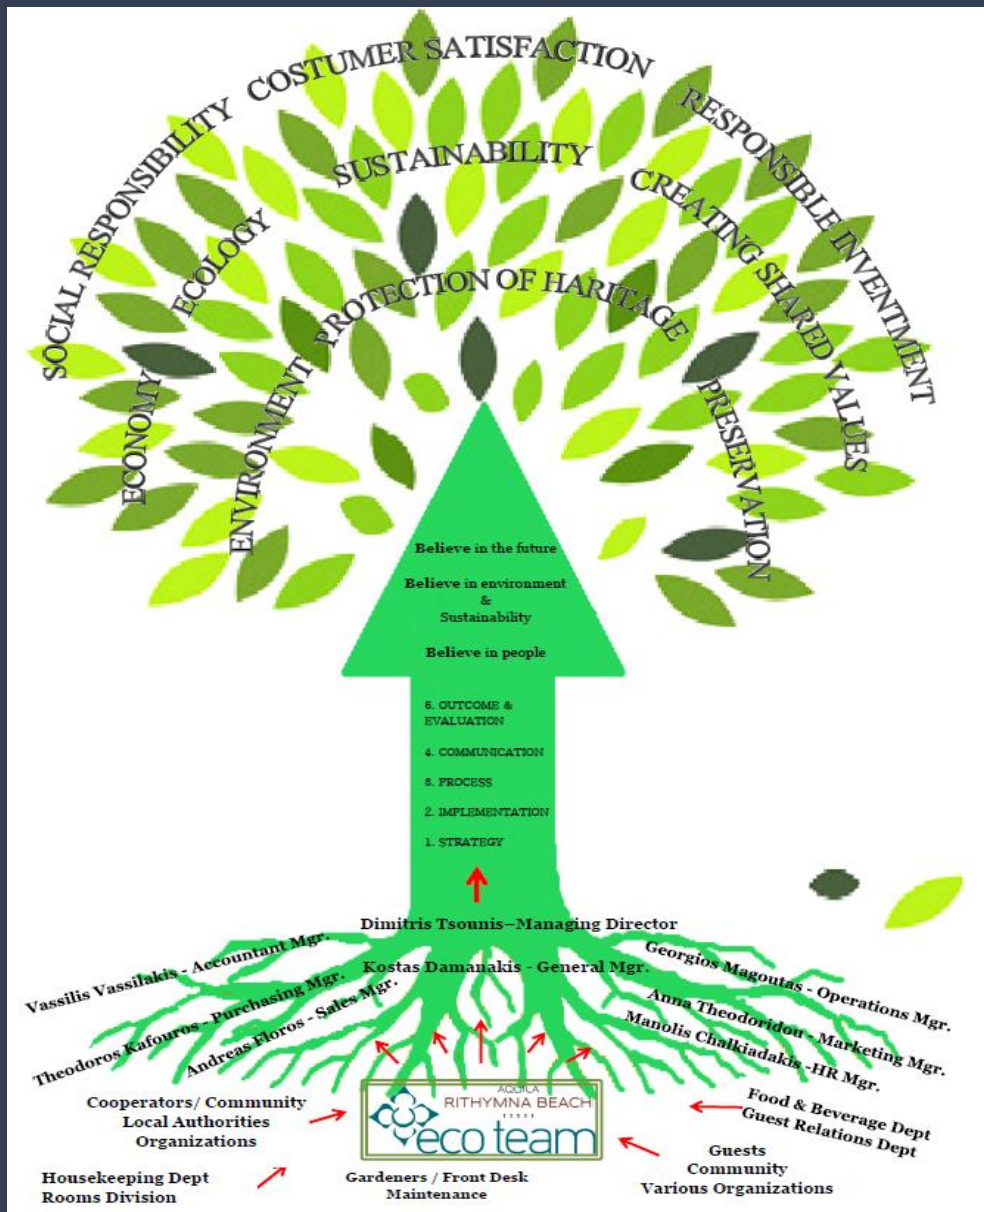 COSTUMER SATISFACTION
SOCIAL RESPONSIBILITY
RESPONSIBLE INVENTMENT
SUSTAINABILITY
ECOLOGY
CREATING SHARED VALUES
PROTECTION OF HARITAGE
ECONOMY
ENVIRONMENT
PRESERVATION
Believe in the future
Believe in environment
&
Sustainability
Believe in people
5. OUTCOME &
EVALUATION
4. COMMUNICATION
3. PROCESS
2. IMPLEMENTATION
1. STRATEGY
Dimitris Tsounis–Managing Director
Kostas Damanakis - General Mgr.
Vassilis Vassilakis - Accountant Mgr.
Theodoros Kafouros - Purchasing Mgr.
Andreas Floros - Sales Mgr.
Georgios Magoutas - Operations Mgr.
Anna Theodoridou - Marketing Mgr.
Manolis Chalkiadakis -HR Mgr.
Cooperators/ Community
Local Authorities
Organizations
AQUILA
RITHYMNA BEACH
eco team
Food & Beverage Dept
Guest Relations Dept
Housekeeping Dept
Rooms Division
Gardeners / Front Desk
Maintenance
Guests
Community
Various Organizations